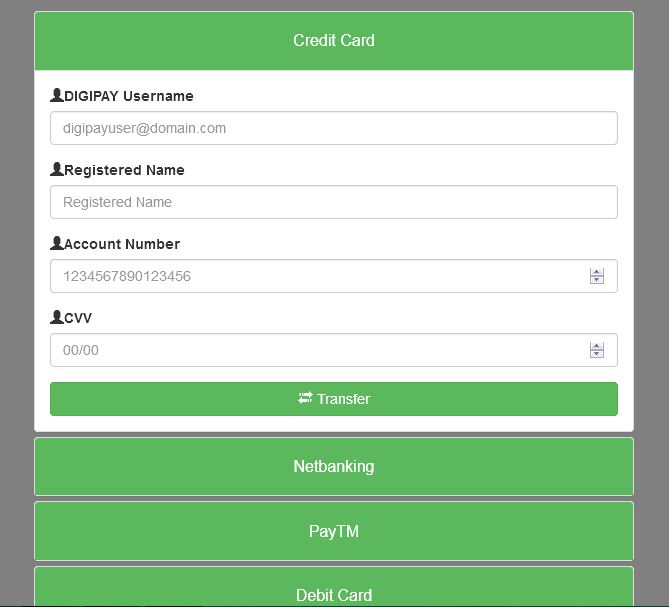 Credit Card
DIGIPAY Username
digipayuser@domain.com
Registered Name
Registered Name
Account Number
1234567890123456
CVV
00/00
Transfer
Netbanking
PayTM
Debit Card